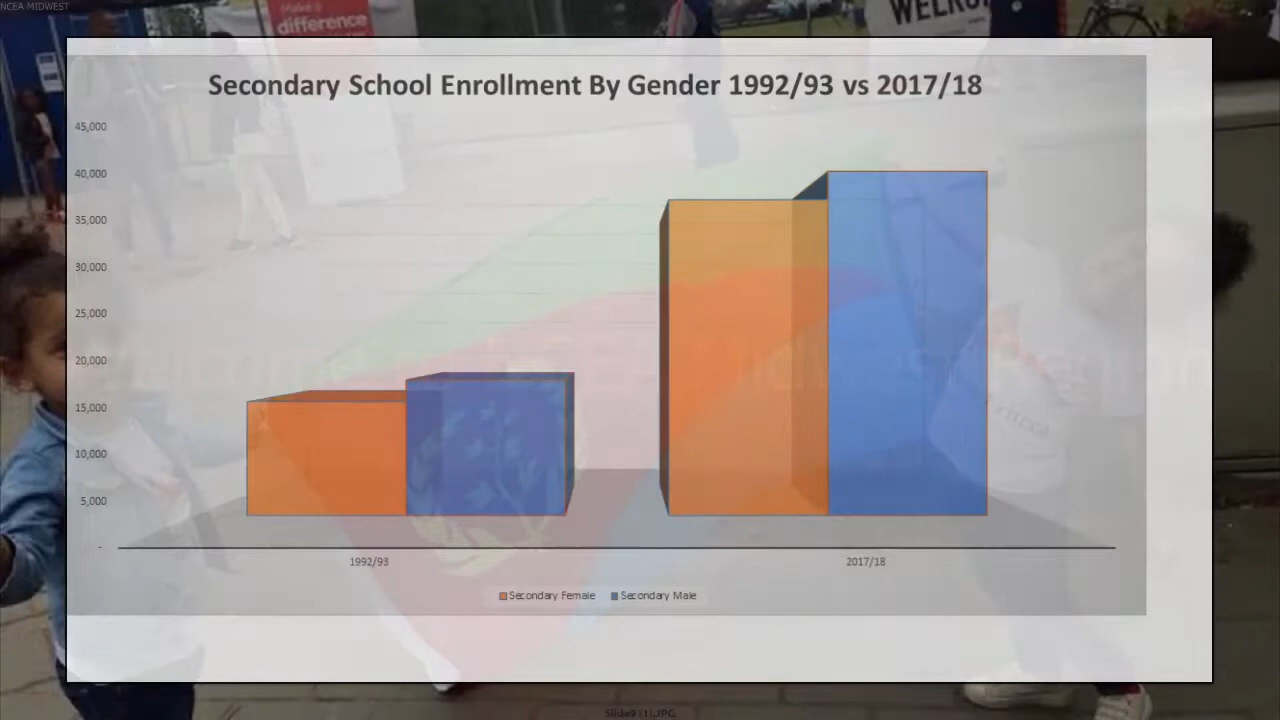 NCEA MIDWEST
Make a
difference
WELKO
Secondary School Enrollment By Gender 1992/93 vs 2017/18
45,000
40,000
35,000
30,000
25,000
20,000
15,000
10,000
5,000
-
1992/93
2017/18
Secondary Female
Secondary Male
Slide9 (1).JPG